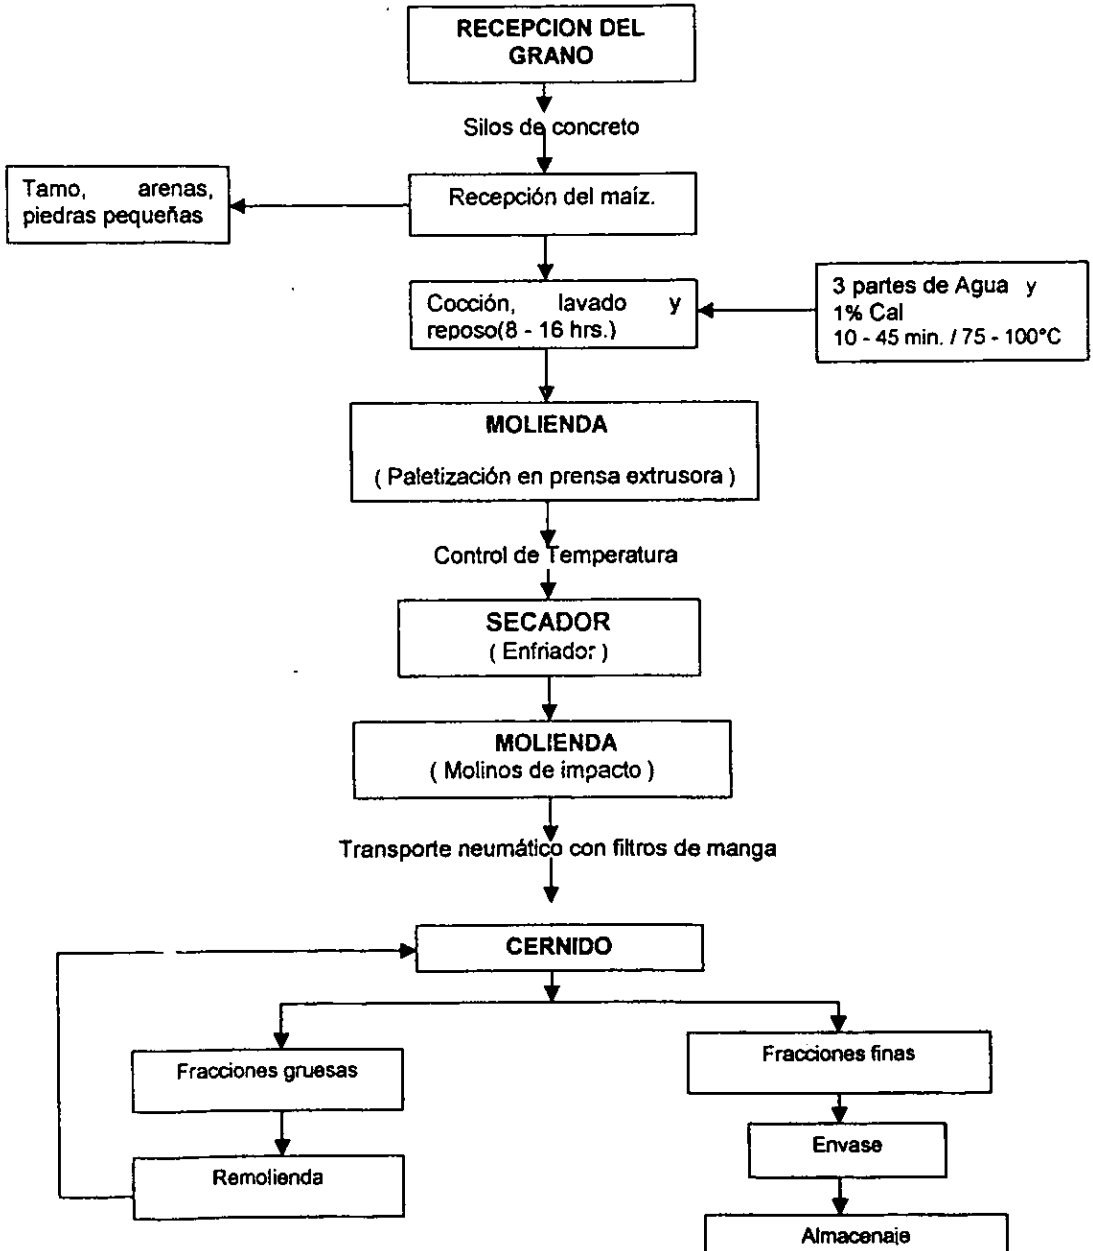 RECEPCION DEL
GRANO
Silos de concreto
Tamo, arenas,
piedras pequeñas
Recepción del maíz.
Cocción, lavado y
reposo(8 - 16 hrs.)
3 partes de Agua y
1% Cal
10 - 45 min. / 75 - 100°C
MOLIENDA
( Paletización en prensa extrusora )
Control de Temperatura
SECADOR
( Enfriador )
MOLIENDA
( Molinos de impacto )
Transporte neumático con filtros de manga
CERNIDO
Fracciones gruesas
Fracciones finas
Remolienda
Envase
Almacenaje